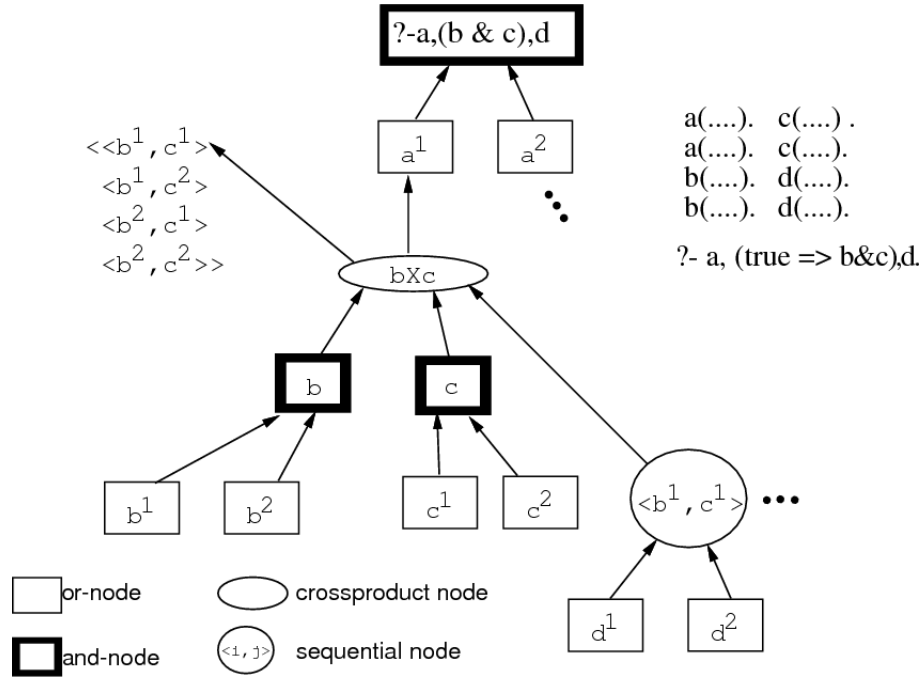 ?-a,(b & c),d
a¹ a²
<<b¹,c¹>
<b¹,c²>
<b²,c¹>
<b²,c²>>
a(....). c(....) .
a(....). c(....).
b(....). d(....).
b(....). d(....).
?- a, (true => b&c),d.
bXc
b c
b¹ b² c¹ c² <b¹,c¹> •••
d¹ d²
or-node crossproduct node
and-node <i,j> sequential node